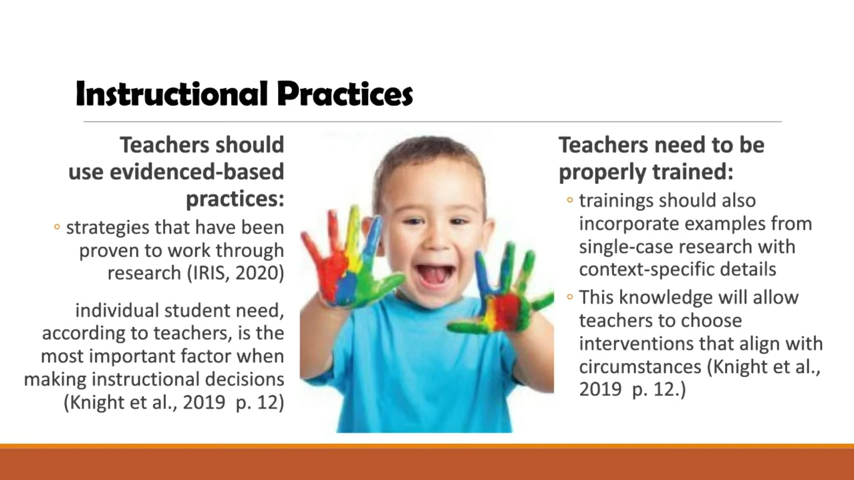 Instructional Practices
Teachers should
use evidenced-based
practices:
◦ strategies that have been
proven to work through
research (IRIS, 2020)
individual student need,
according to teachers, is the
most important factor when
making instructional decisions
(Knight et al., 2019 p. 12)
Teachers need to be
properly trained:
◦ trainings should also
incorporate examples from
single-case research with
context-specific details
◦ This knowledge will allow
teachers to choose
interventions that align with
circumstances (Knight et al.,
2019 p. 12.)